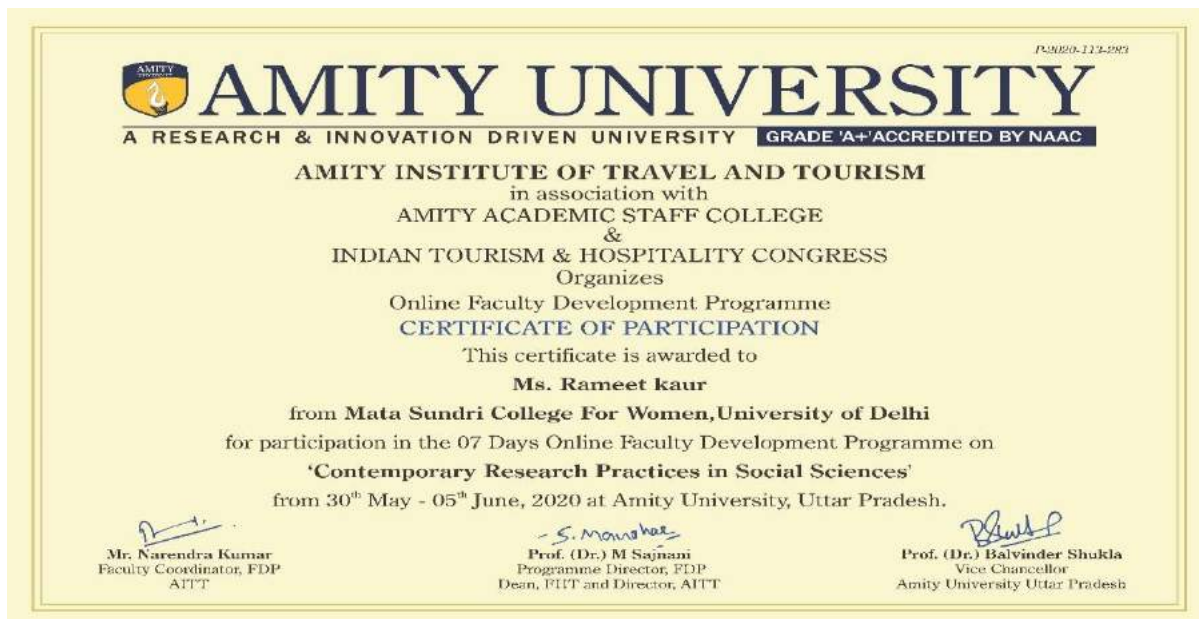 P-2020-113-283
AMITY
UNIVERSITY
AMITY UNIVERSITY
A RESEARCH & INNOVATION DRIVEN UNIVERSITY GRADE 'A+' ACCREDITED BY NAAC
AMITY INSTITUTE OF TRAVEL AND TOURISM
in association with
AMITY ACADEMIC STAFF COLLEGE
&
INDIAN TOURISM & HOSPITALITY CONGRESS
Organizes
Online Faculty Development Programme
CERTIFICATE OF PARTICIPATION
This certificate is awarded to
Ms. Rameet kaur
from Mata Sundri College For Women,University of Delhi
for participation in the 07 Days Online Faculty Development Programme on
'Contemporary Research Practices in Social Sciences'
from 30th May - 05th June, 2020 at Amity University, Uttar Pradesh.
Mr. Narendra Kumar
Faculty Coordinator, FDP
AITT
Prof. (Dr.) M Sajnani
Programme Director, FDP
Dean, FHT and Director, AITT
Prof. (Dr.) Balvinder Shukla
Vice Chancellor
Amity University Uttar Pradesh